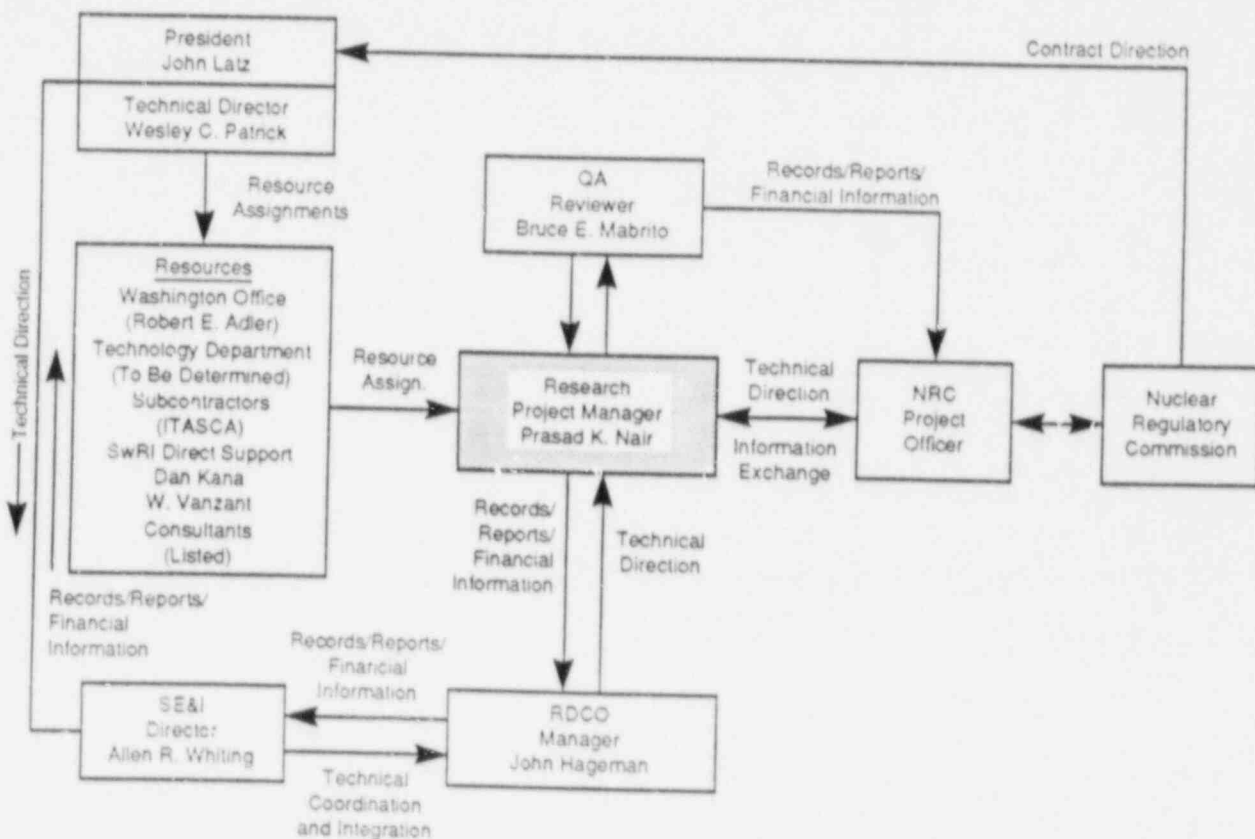 President
John Latz
Technical Director
Wesley C. Patrick
Contract Direction
Resource
Assignments
QA
Reviewer
Bruce E. Mabrito
Records/Reports/
Financial Information
Technical Direction
Resources
Washington Office
(Robert E. Adler)
Technology Department
(To Be Determined)
Subcontractors
(ITASCA)
SwRI Direct Support
Dan Kana
W. Vanzant
Consultants
(Listed)
Resource
Assign.
Research
Project Manager
Prasad K. Nair
Technical
Direction
Information
Exchange
NRC
Project
Officer
Nuclear
Regulatory
Commission
Records/
Reports/
Financial
Information
Technical
Direction
Records/Reports/
Financial
Information
Records/Reports/
Financial
Information
SE&I
Director
Allen R. Whiting
RDCO
Manager
John Hageman
Technical
Coordination
and Integration